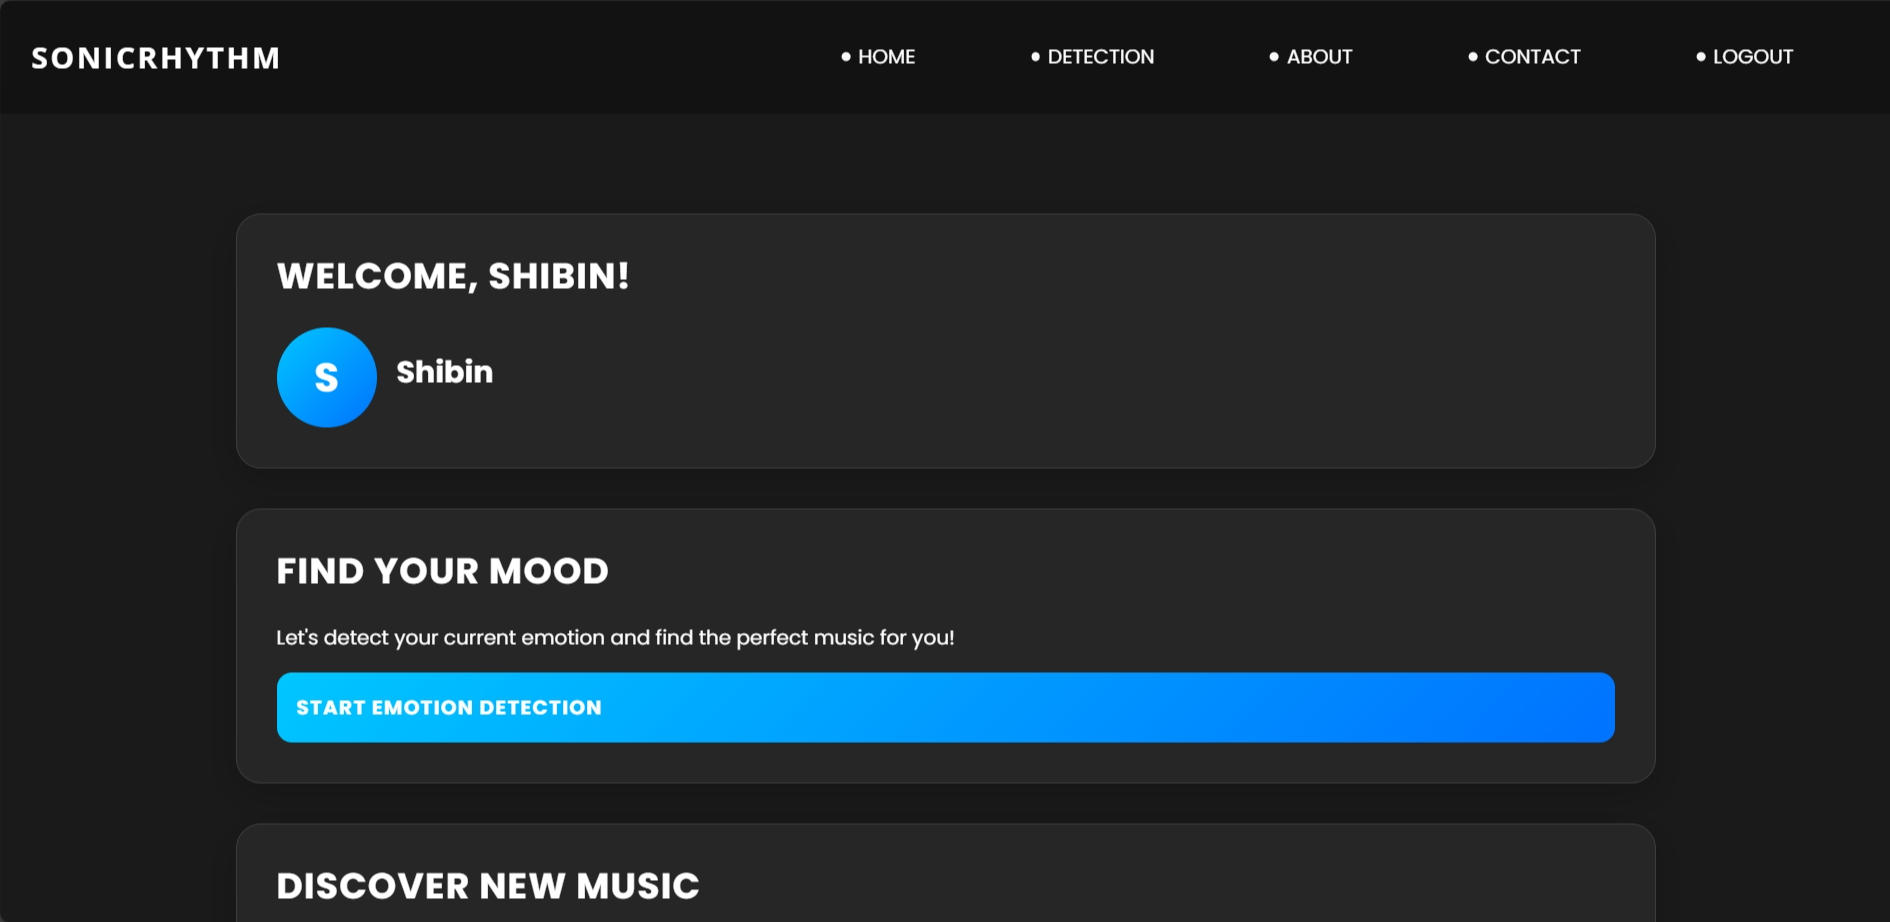 SONICRHYTHM
• HOME • DETECTION • ABOUT • CONTACT • LOGOUT
WELCOME, SHIBIN!
S
Shibin
FIND YOUR MOOD
Let's detect your current emotion and find the perfect music for you!
START EMOTION DETECTION
DISCOVER NEW MUSIC